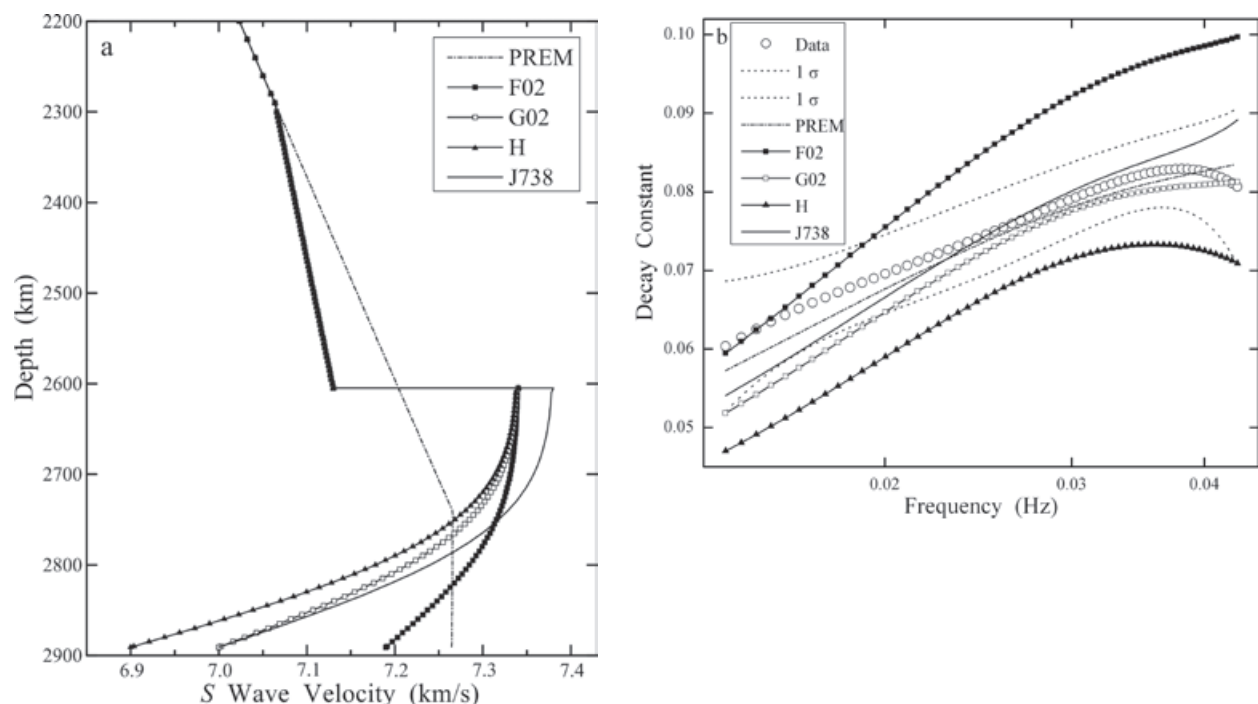 a
PREM
F02
G02
H
J738
2200
2300
2400
2500
2600
2700
2800
2900
Depth (km)
6.9
7.0
7.1
7.2
7.3
7.4
S Wave Velocity (km/s)
b
Data
1 σ
1 σ
PREM
F02
G02
H
J738
0.10
0.09
0.08
0.07
0.06
0.05
Decay Constant
0.02
0.03
0.04
Frequency (Hz)